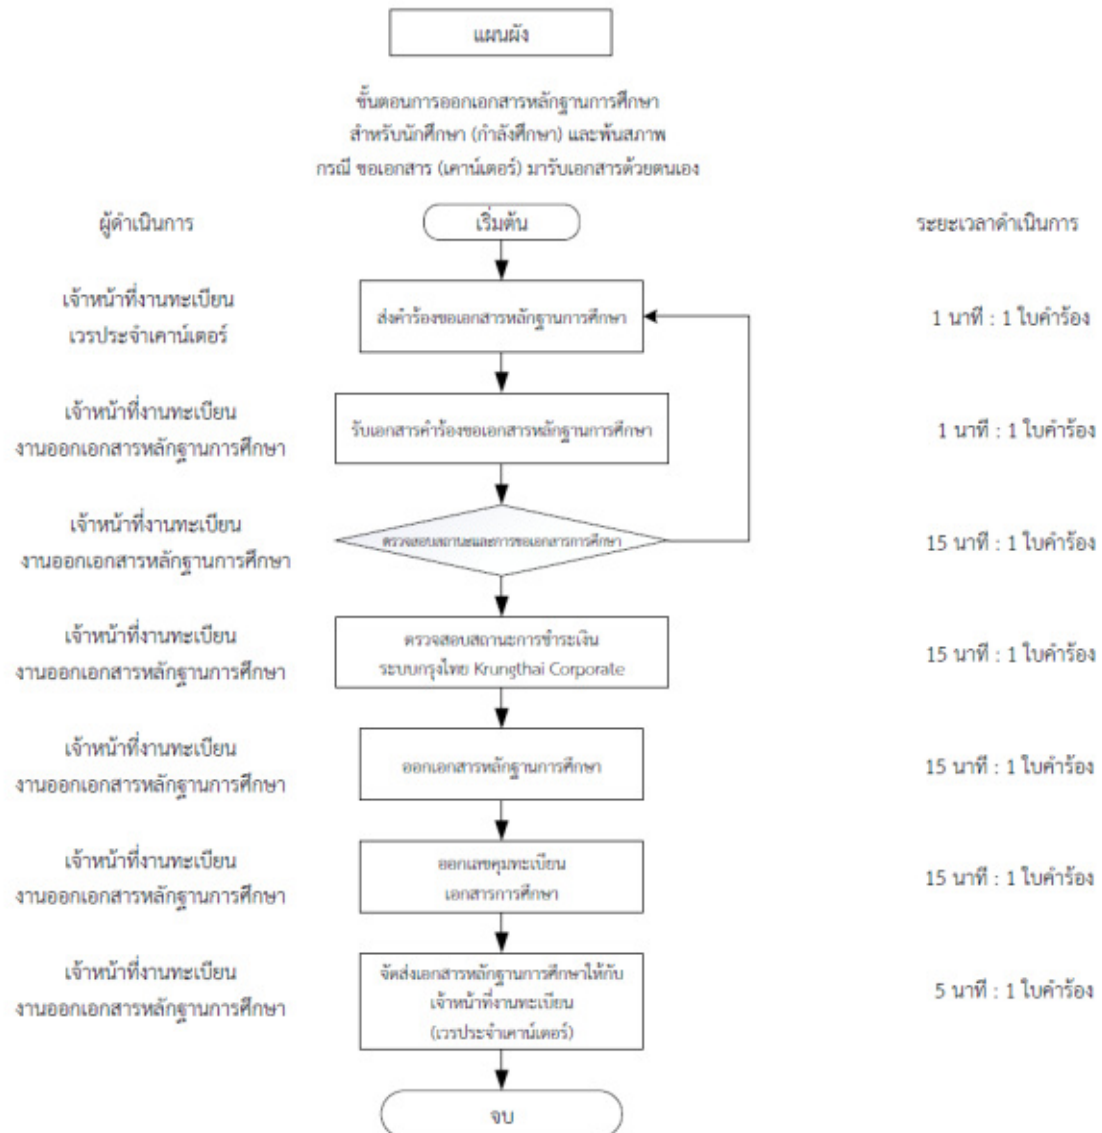 แผนผัง
ขั้นตอนการออกเอกสารหลักฐานการศึกษา
สำหรับนักศึกษา (กำลังศึกษา) และพ้นสภาพ
กรณี ขอเอกสาร (เคาน์เตอร์) มารับเอกสารด้วยตนเอง
ผู้ดำเนินการ
เริ่มต้น
ระยะเวลาดำเนินการ
เจ้าหน้าที่งานทะเบียน
เวรประจำเคาน์เตอร์
ส่งคำร้องขอเอกสารหลักฐานการศึกษา
1 นาที : 1 ใบคำร้อง
เจ้าหน้าที่งานทะเบียน
งานออกเอกสารหลักฐานการศึกษา
รับเอกสารคำร้องขอเอกสารหลักฐานการศึกษา
1 นาที : 1 ใบคำร้อง
เจ้าหน้าที่งานทะเบียน
งานออกเอกสารหลักฐานการศึกษา
ตรวจสอบสถานะและการขอเอกสารการศึกษา
15 นาที : 1 ใบคำร้อง
เจ้าหน้าที่งานทะเบียน
งานออกเอกสารหลักฐานการศึกษา
ตรวจสอบสถานะการชำระเงิน
ระบบกรุงไทย Krungthai Corporate
15 นาที : 1 ใบคำร้อง
เจ้าหน้าที่งานทะเบียน
งานออกเอกสารหลักฐานการศึกษา
ออกเอกสารหลักฐานการศึกษา
15 นาที : 1 ใบคำร้อง
เจ้าหน้าที่งานทะเบียน
งานออกเอกสารหลักฐานการศึกษา
ออกเลขคุมทะเบียน
เอกสารการศึกษา
15 นาที : 1 ใบคำร้อง
เจ้าหน้าที่งานทะเบียน
งานออกเอกสารหลักฐานการศึกษา
จัดส่งเอกสารหลักฐานการศึกษาให้กับ
เจ้าหน้าที่งานทะเบียน
(เวรประจำเคาน์เตอร์)
5 นาที : 1 ใบคำร้อง
จบ